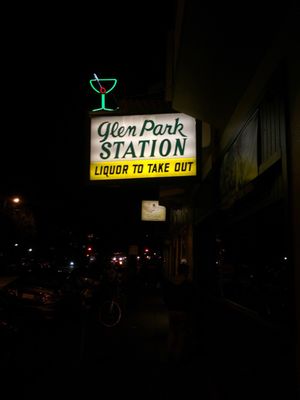 Glen Park
STATION
LIQUOR TO TAKE OUT